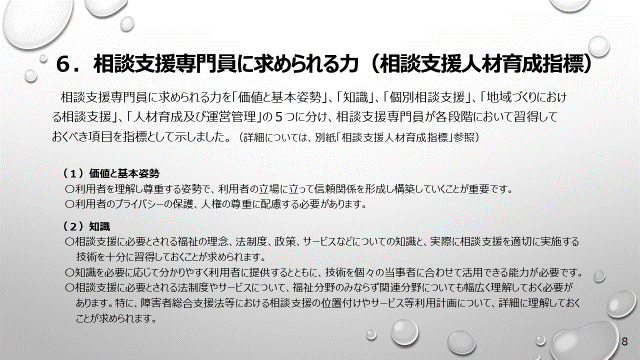 ６．相談支援専門員に求められる力（相談支援人材育成指標）
相談支援専門員に求められる力を「価値と基本姿勢」、「知識」、「個別相談支援」、「地域づくりにおけ
る相談支援」、「人材育成及び運営管理」の５つに分け、相談支援専門員が各段階において習得して
おくべき項目を指標として示しました。（詳細については、別紙「相談支援人材育成指標」参照）
（１）価値と基本姿勢
○利用者を理解し尊重する姿勢で、利用者の立場に立って信頼関係を形成し構築していくことが重要です。
○利用者のプライバシーの保護、人権の尊重に配慮する必要があります。
（２）知識
○相談支援に必要とされる福祉の理念、法制度、政策、サービスなどについての知識と、実際に相談支援を適切に実施する
技術を十分に習得しておくことが求められます。
○知識を必要に応じて分かりやすく利用者に提供するとともに、技術を個々の当事者に合わせて活用できる能力が必要です。
○相談支援に必要とされる法制度やサービスについて、福祉分野のみならず関連分野についても幅広く理解しておく必要が
あります。特に、障害者総合支援法等における相談支援の位置付けやサービス等利用計画について、詳細に理解しておく
ことが求められます。
8